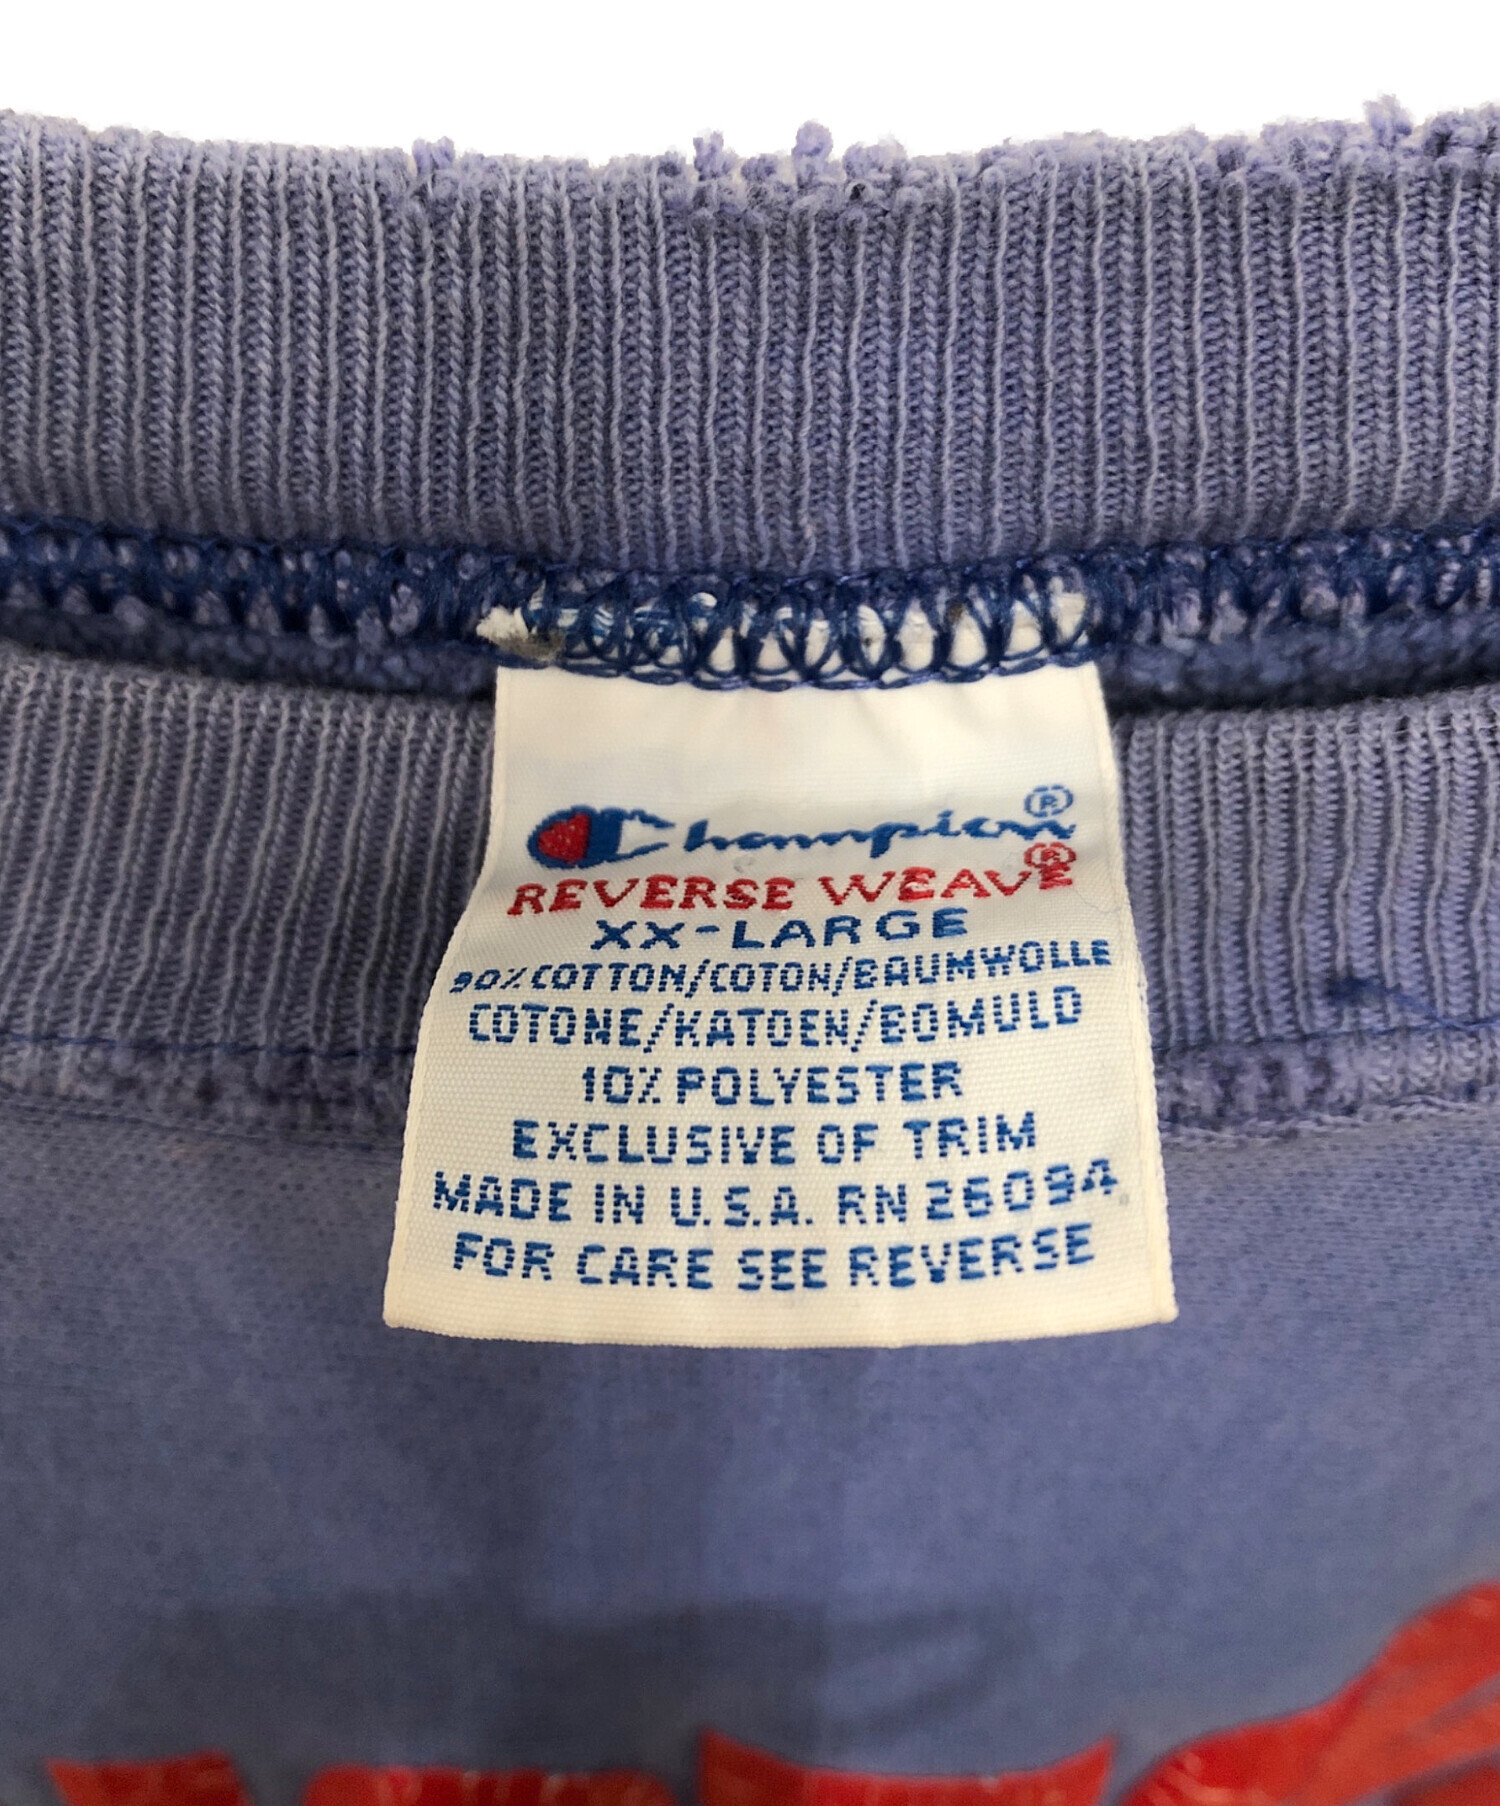 Champion®
REVERSE WEAVE®
XX-LARGE
90% COTTON/COTON/BAUMWOLLE
COTONE/KATOEN/BOMULD
10% POLYESTER
EXCLUSIVE OF TRIM
MADE IN U.S.A. RN 26094
FOR CARE SEE REVERSE